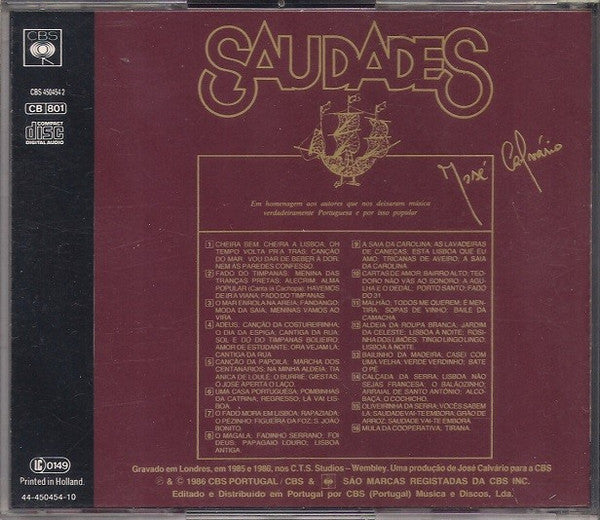 CBS
CBS 450454 2
CB 801
COMPACT
disc
DIGITAL AUDIO
SAUDADES
José Calvário
Em homenagem aos autores que nos deixaram música
verdadeiramente Portuguesa e por isso popular
1 CHEIRA BEM, CHEIRA A LISBOA; OH
TEMPO VOLTA PR'A TRÁS; CANÇÃO
DO MAR; VOU DAR DE BEBER À DOR;
NEM ÀS PAREDES CONFESSO.
2 FADO DO TIMPANAS; MENINA DAS
TRANÇAS PRETAS; ALECRIM; ALMA
POPULAR (Canta in Cachopa); HAVEMOS
DE IR A VIANA; FADO DO TIMPANAS
3 O MAR ENROLA NA AREIA; FANDANGO;
MODA DA SAIA; MENINAS VAMOS AO
VIRA.
4 ADEUS; CANÇÃO DA COSTUREIRINHA;
O DIA DA ESPIGA; CANTIGA DA RUA;
SOL E DÓ DO TIMPANAS BOLIEIRO;
AMOR DE ESTUDANTE; ORA VEJAM LÁ;
CANTIGA DA RUA
5 CANÇÃO DA PAPOILA; MARCHA DOS
CENTENÁRIOS; NA MINHA ALDEIA; TIA
ANICA DE LOULÉ; O BURRIÉ; GIESTAS;
O JOSÉ APERTA O LAÇO.
6 UMA CASA PORTUGUESA; POMBINHAS
DA CATRINA; REGRESSO; LÁ VAI LIS-
BOA.
7 O FADO MORA EM LISBOA; RAPAZIADA;
O PEZINHO; FIGUEIRA DA FOZ; S. JOÃO
BONITO.
8 O MAGALA; FADINHO SERRANO; FOI
DEUS; PAPAGAIO LOURO; LISBOA
ANTIGA.
9 A SAIA DA CAROLINA; AS LAVADEIRAS
DE CANEÇAS; ESTA LISBOA QUE EU
AMO; TRICANAS DE AVEIRO; A SAIA
DA CAROLINA.
10 CARTAS DE AMOR; BAIRRO ALTO; TEO-
DORO NÃO VÁS AO SONORO; A AGU-
LHA E O DEDAL; PORTO SANTO; FADO
DO 31
11 MALHÃO; TODOS ME QUEREM; É MEN-
TIRA; SOPAS DE VINHO; BAILE DA
CAMACHA
12 ALDEIA DA ROUPA BRANCA; JARDIM
DA CELESTE; LISBOA À NOITE; ROSI-
NHA DOS LIMÕES; TINGO LINGO LINGO;
LISBOA À NOITE
13 BAILINHO DA MADEIRA; CASEI COM
UMA VELHA; VERDE VERDINHO; BATE
O PÉ
14 CALÇADA DA SERRA; LISBOA NÃO
SEJAS FRANCESA; O BALÃOZINHO;
ARRAIAL DE SANTO ANTÓNIO; ALCO-
BAÇA; O COCHICHO.
15 OLIVEIRINHA DA SERRA; VOCÊS SABEM
LÁ; SAUDADE VAI-TE EMBORA; GRÃO DE
ARROZ; SAUDADE VAI-TE EMBORA.
16 MULA DA COOPERATIVA; TIRANA.
LC 0149
Printed in Holland.
44-450454-10
Gravado em Londres, em 1985 e 1986, nos C.T.S. Studios – Wembley. Uma produção de José Calvário para a CBS
℗ & © 1986 CBS PORTUGAL / CBS & SÃO MARCAS REGISTADAS DA CBS INC.
Editado e Distribuido em Portugal por CBS (Portugal) Musica e Discos, Lda.